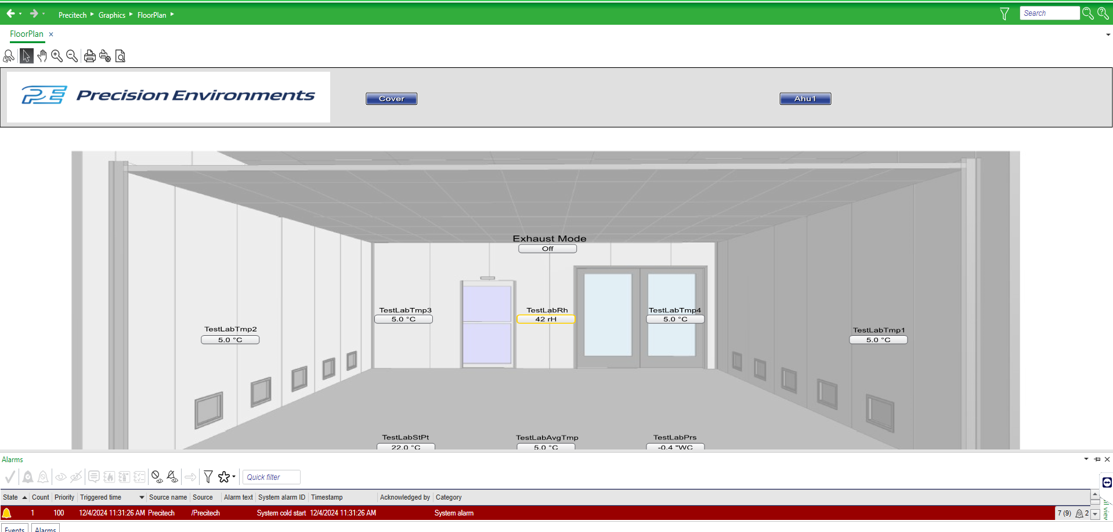 Precitech Graphics FloorPlan Search
FloorPlan
Precision Environments Cover Ahu1
Exhaust Mode
Off
TestLabTmp3 TestLabRh TestLabTmp4
5.0 °C 42 rH 5.0 °C
TestLabTmp2 TestLabTmp1
5.0 °C 5.0 °C
TestLabStPt TestLabAvgTmp TestLabPrs
22.0 °C 5.0 °C -0.4 "WC
Alarms
Quick filter
State Count Priority Triggered time Source name Source Alarm text System alarm ID Timestamp Acknowledged by Category
1 100 12/4/2024 11:31:26 AM Precitech /Precitech System cold start 12/4/2024 11:31:26 AM System alarm 7 (9) 2
Events Alarms